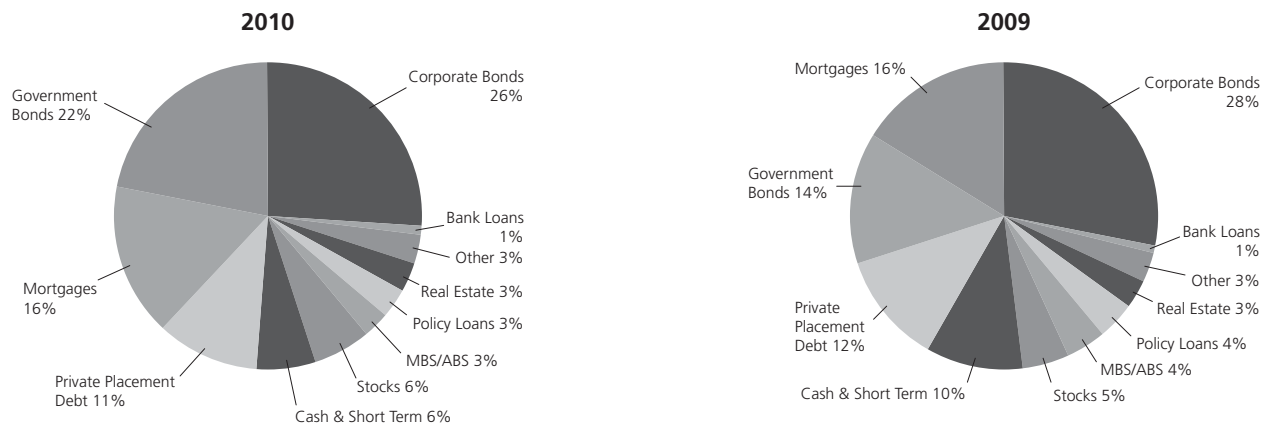 2010
Corporate Bonds
26%
Bank Loans
1%
Other 3%
Real Estate 3%
Policy Loans 3%
MBS/ABS 3%
Stocks 6%
Cash & Short Term 6%
Private Placement
Debt 11%
Mortgages
16%
Government
Bonds 22%
2009
Corporate Bonds
28%
Bank Loans
1%
Other 3%
Real Estate 3%
Policy Loans 4%
MBS/ABS 4%
Stocks 5%
Cash & Short Term 10%
Private
Placement
Debt 12%
Government
Bonds 14%
Mortgages 16%